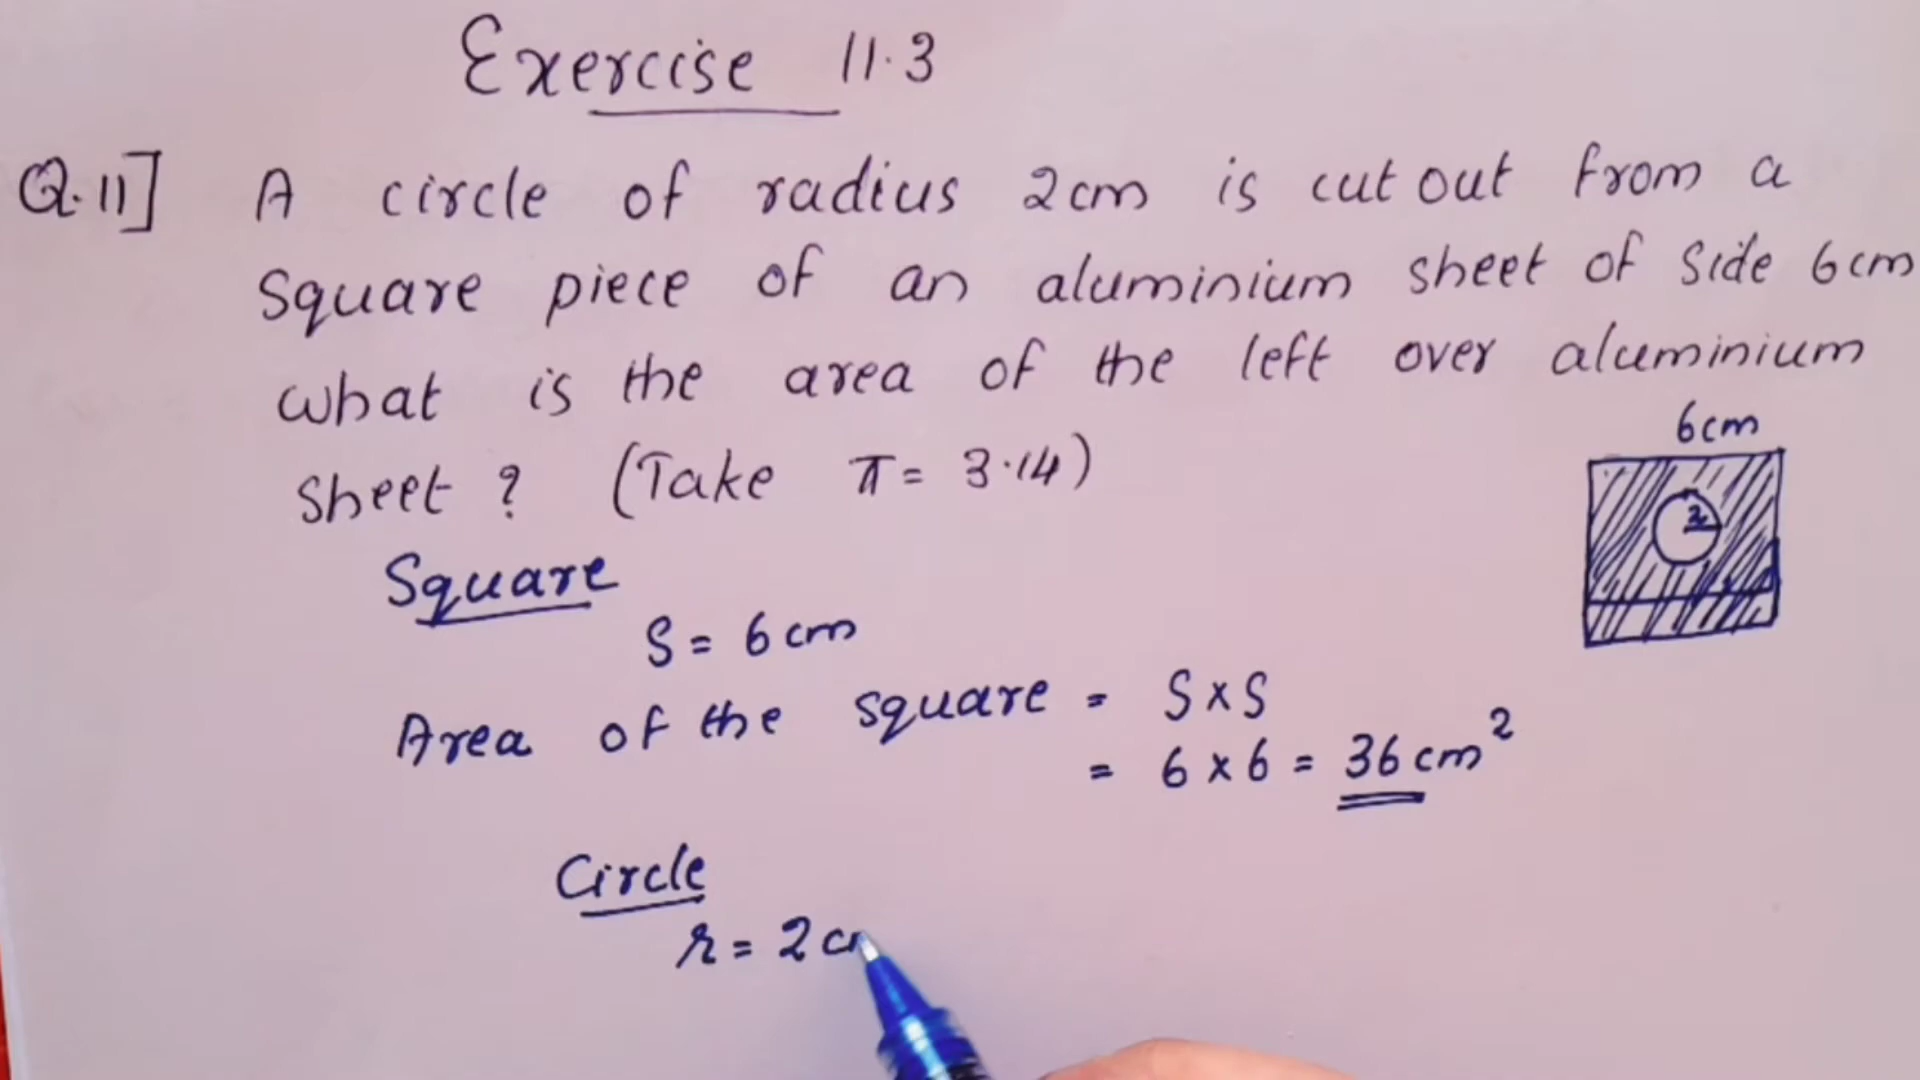 Exercise 11.3
Q.11] A circle of radius 2cm is cut out from a
square piece of an aluminium sheet of side 6cm
what is the area of the left over aluminium
sheet ? (Take π = 3.14)
6cm
2
Square
S = 6cm
Area of the square = S×S
= 6×6 = 36cm²
Circle
r = 2cm